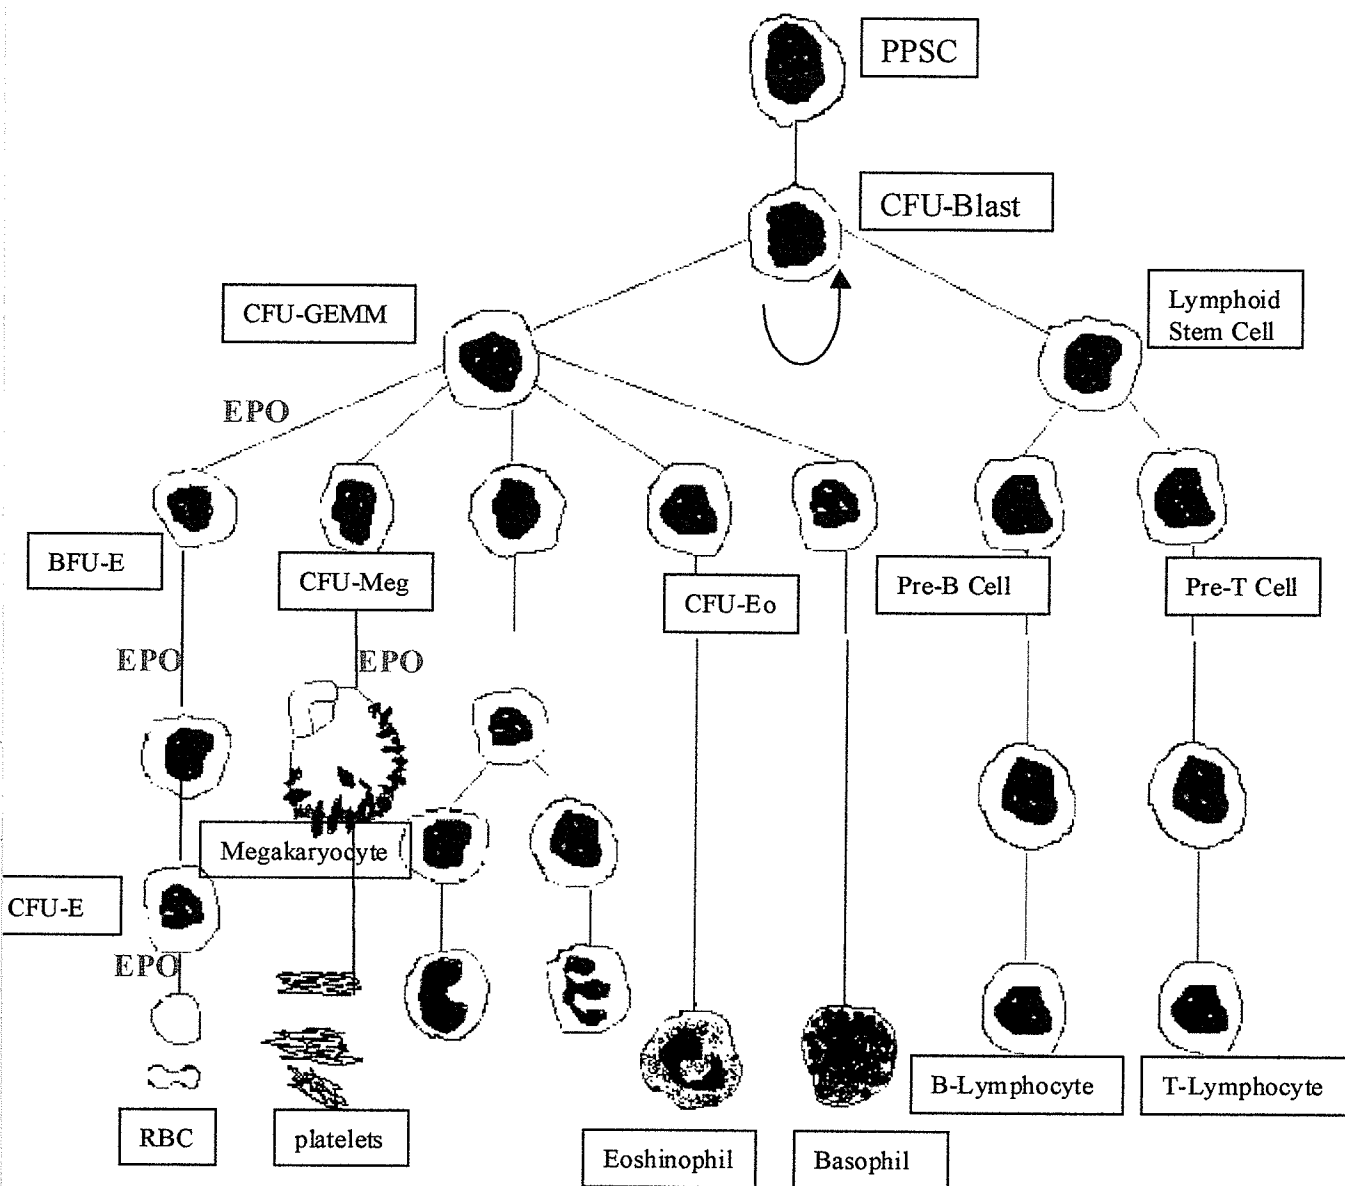 PPSC
CFU-Blast
CFU-GEMM
Lymphoid
Stem Cell
EPO
BFU-E
CFU-Meg
CFU-Eo
Pre-B Cell
Pre-T Cell
EPO
EPO
Megakaryocyte
CFU-E
EPO
B-Lymphocyte
T-Lymphocyte
RBC
platelets
Eoshinophil
Basophil